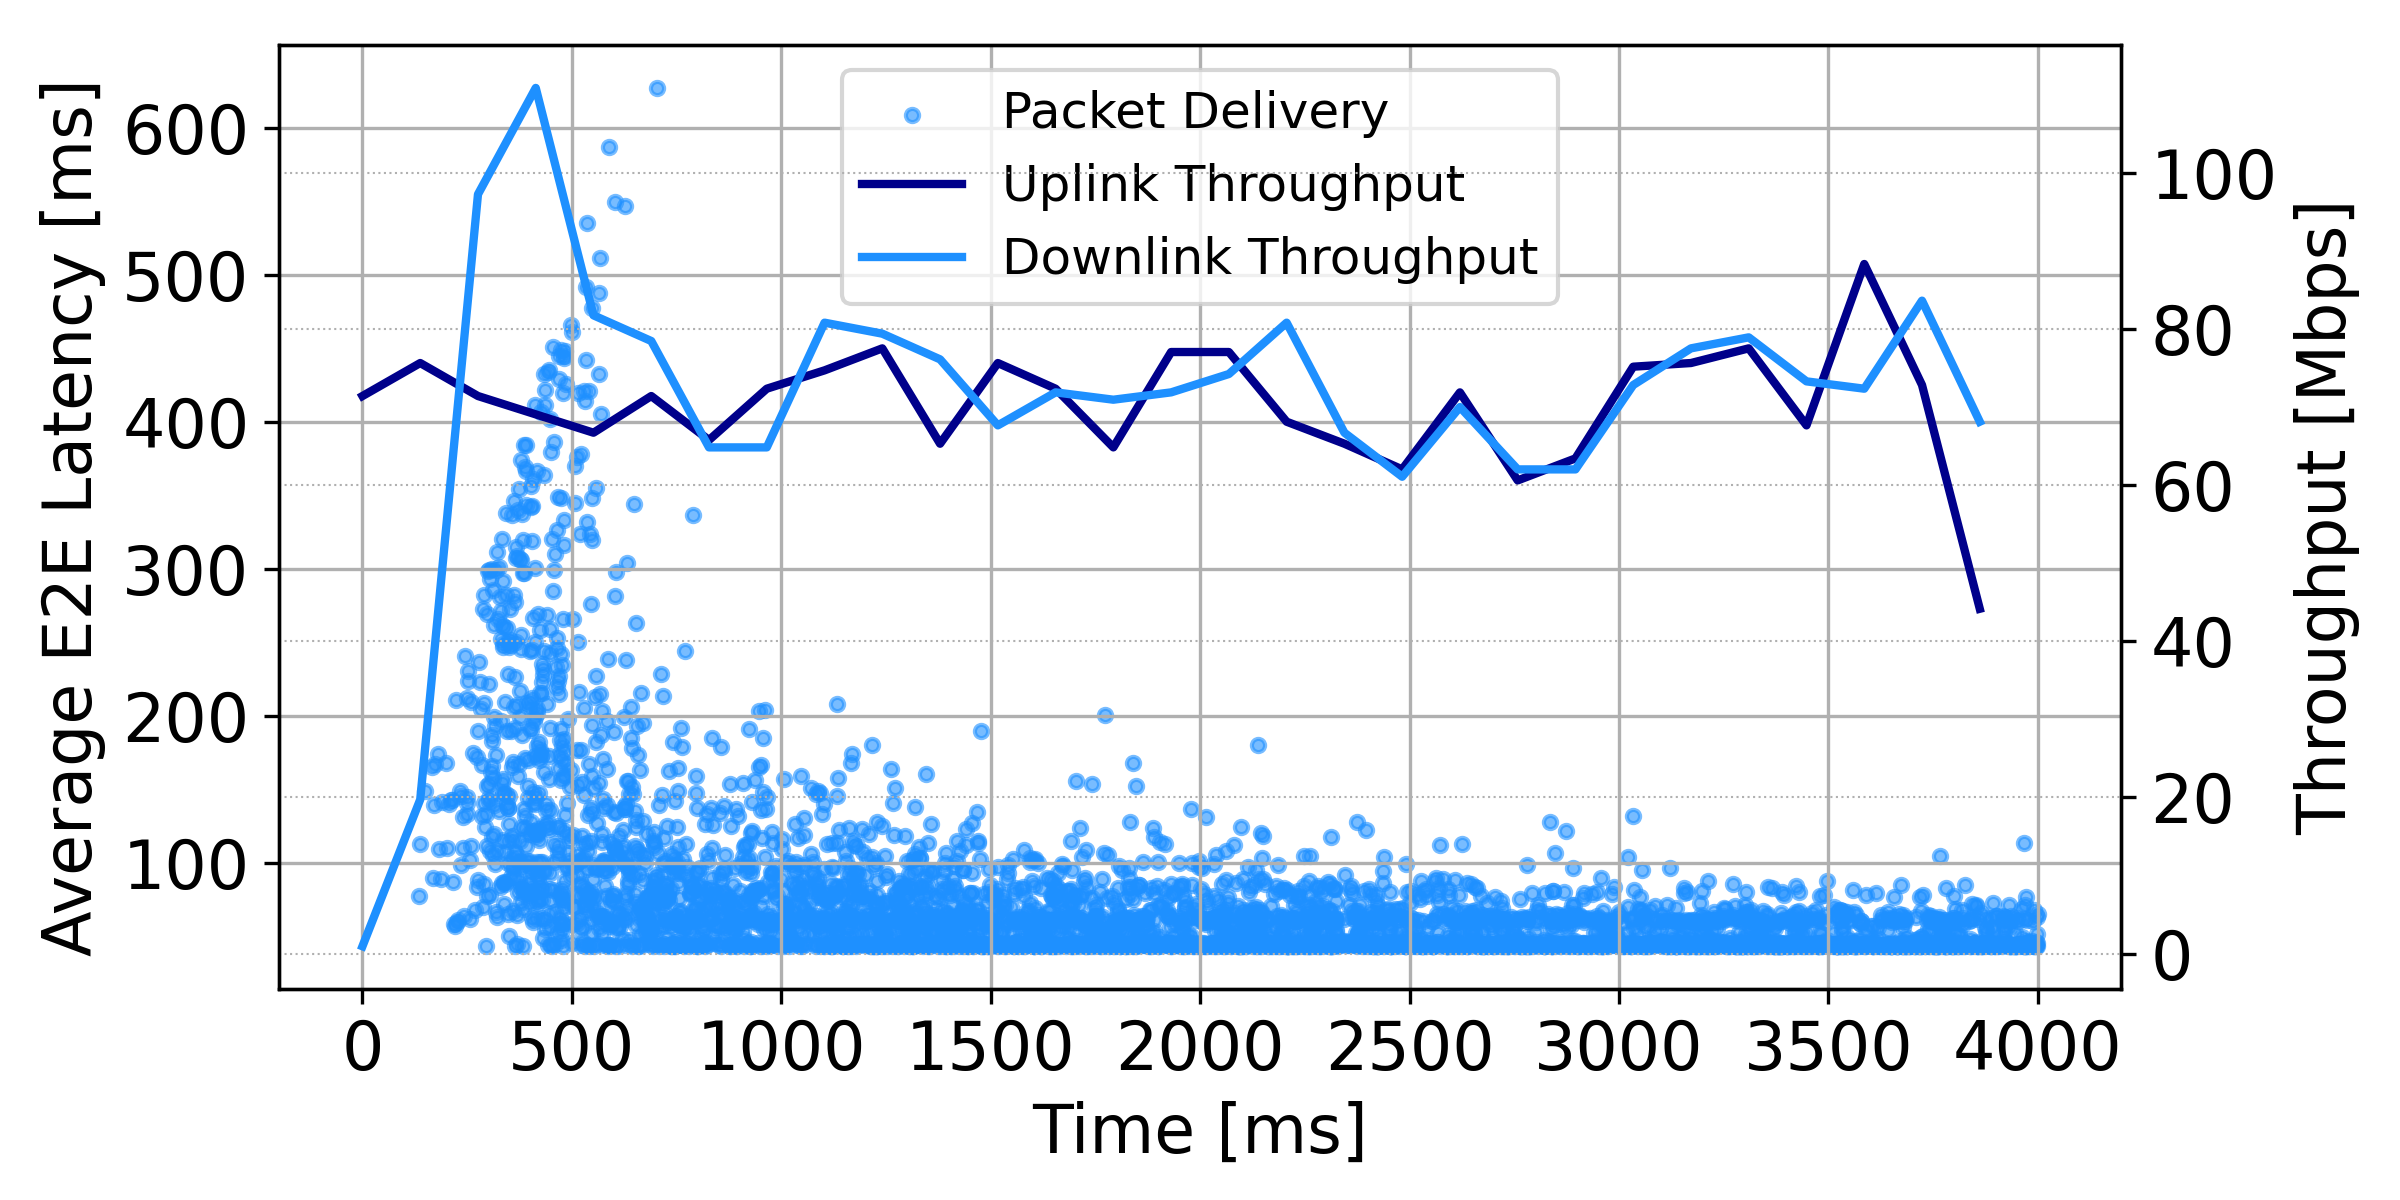 Average E2E Latency [ms]
600
500
400
300
200
100
Packet Delivery
Uplink Throughput
Downlink Throughput
100
80
60
40
20
0
Throughput [Mbps]
0 500 1000 1500 2000 2500 3000 3500 4000
Time [ms]